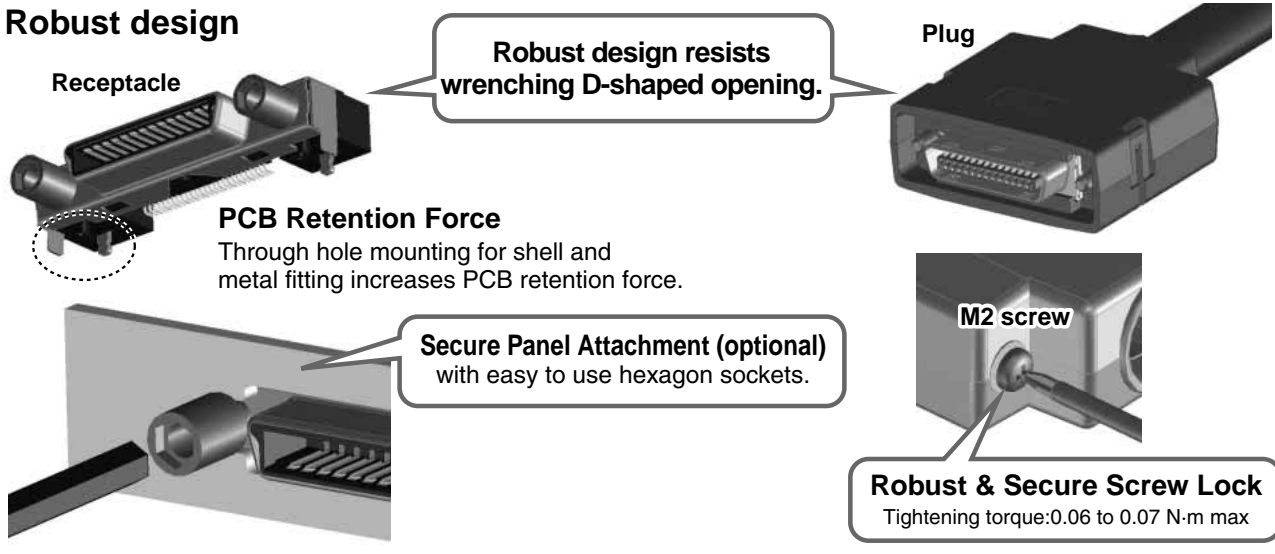 Robust design
Receptacle
Robust design resists
wrenching D-shaped opening.
Plug
PCB Retention Force
Through hole mounting for shell and
metal fitting increases PCB retention force.
Secure Panel Attachment (optional)
with easy to use hexagon sockets.
M2 screw
Robust & Secure Screw Lock
Tightening torque:0.06 to 0.07 N·m max